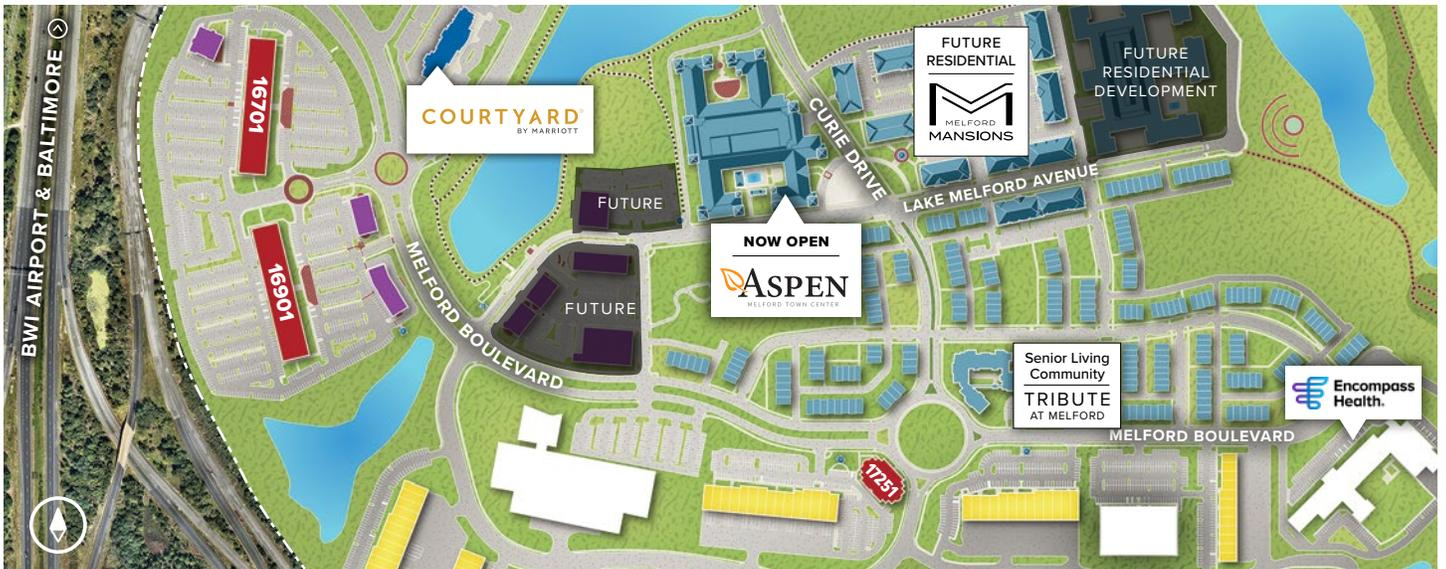 BWI AIRPORT & BALTIMORE
16701
16901
COURTYARD®
BY MARRIOTT
MELFORD BOULEVARD
FUTURE
FUTURE
NOW OPEN
ASPEN
MELFORD TOWN CENTER
CURIE DRIVE
FUTURE
RESIDENTIAL
MELFORD
MANSIONS
FUTURE
RESIDENTIAL
DEVELOPMENT
LAKE MELFORD AVENUE
Senior Living
Community
TRIBUTE
AT MELFORD
Encompass
Health.
MELFORD BOULEVARD
17251